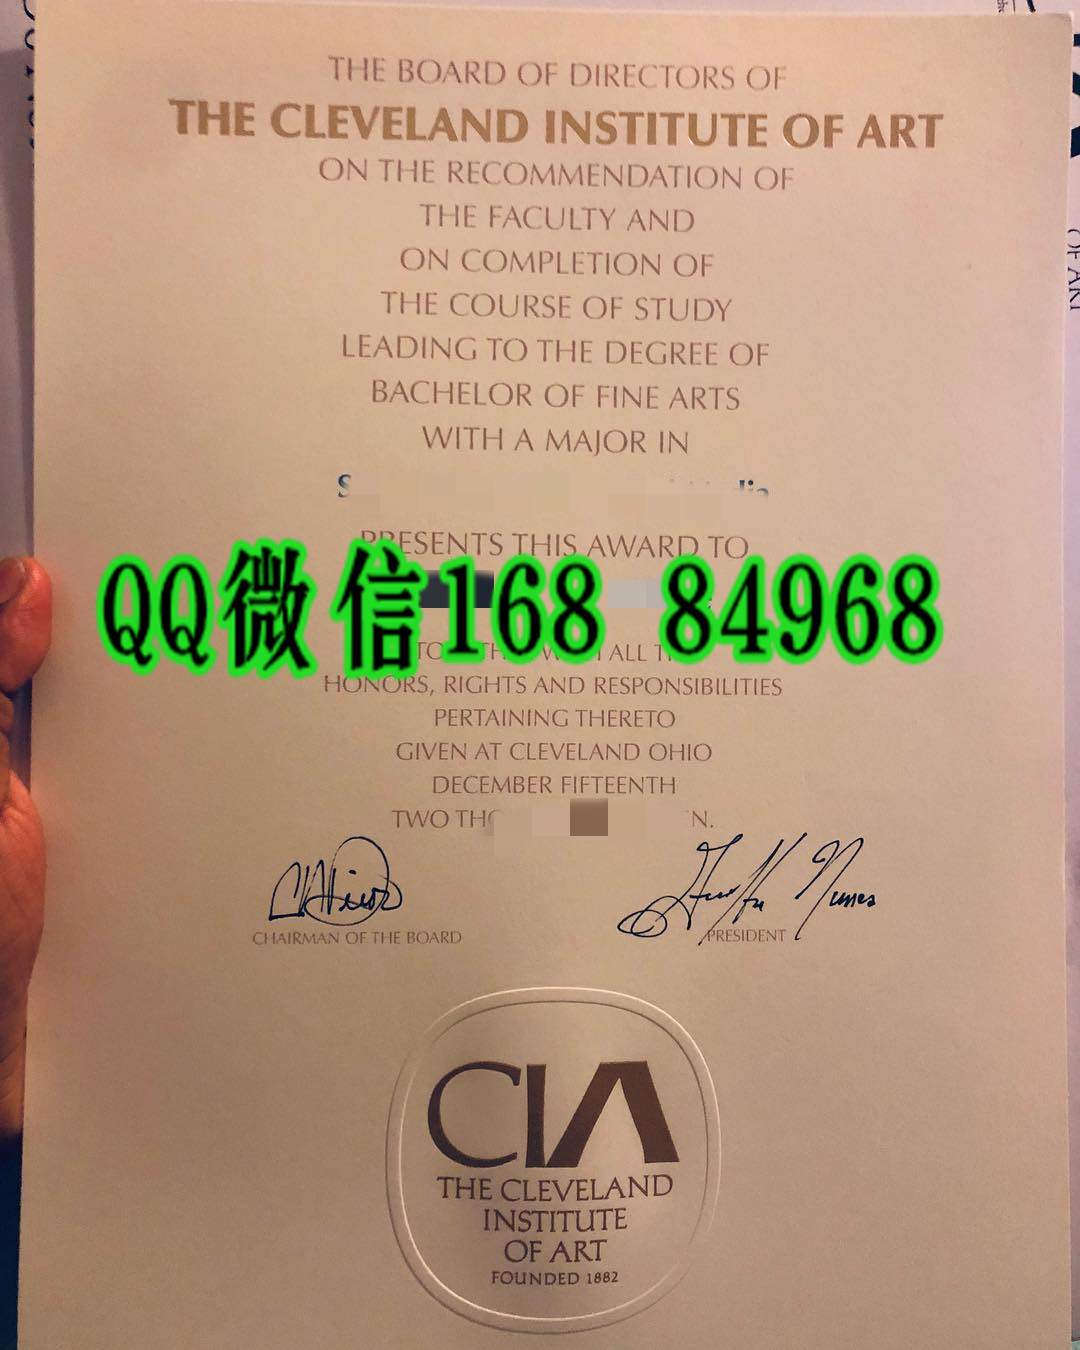 THE BOARD OF DIRECTORS OF
THE CLEVELAND INSTITUTE OF ART
ON THE RECOMMENDATION OF
THE FACULTY AND
ON COMPLETION OF
THE COURSE OF STUDY
LEADING TO THE DEGREE OF
BACHELOR OF FINE ARTS
WITH A MAJOR IN
PRESENTS THIS AWARD TO
QQ微信168 84968
ALL
HONORS, RIGHTS AND RESPONSIBILITIES
PERTAINING THERETO
GIVEN AT CLEVELAND OHIO
DECEMBER FIFTEENTH
TWO
CHAIRMAN OF THE BOARD
PRESIDENT
CIA
THE CLEVELAND
INSTITUTE
OF ART
FOUNDED 1882
OF ART